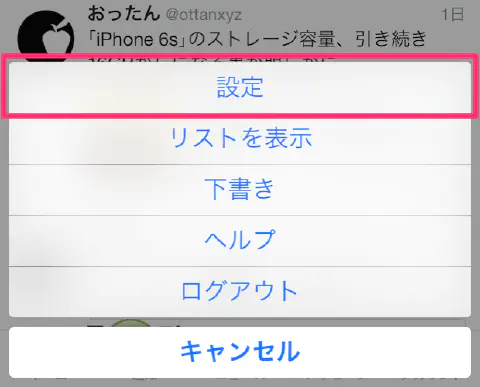 おったん @ottanxyz 1日
「iPhone 6s」のストレージ容量、引き続き
設定
リストを表示
下書き
ヘルプ
ログアウト
キャンセル